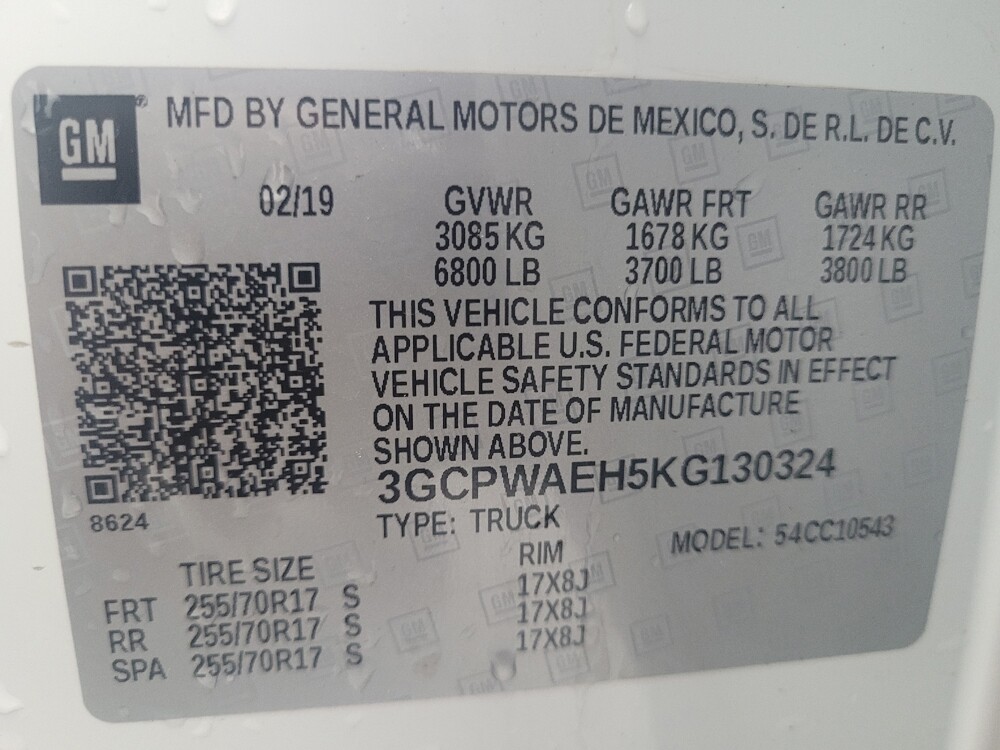 GM
MFD BY GENERAL MOTORS DE MEXICO, S. DE R.L. DE C.V.
02/19 GVWR GAWR FRT GAWR RR
3085 KG 1678 KG 1724 KG
6800 LB 3700 LB 3800 LB
THIS VEHICLE CONFORMS TO ALL
APPLICABLE U.S. FEDERAL MOTOR
VEHICLE SAFETY STANDARDS IN EFFECT
ON THE DATE OF MANUFACTURE
SHOWN ABOVE.
3GCPWAEH5KG130324
8624
TYPE: TRUCK MODEL: 54CC10543
TIRE SIZE RIM
FRT 255/70R17 S 17X8J
RR 255/70R17 S 17X8J
SPA 255/70R17 S 17X8J